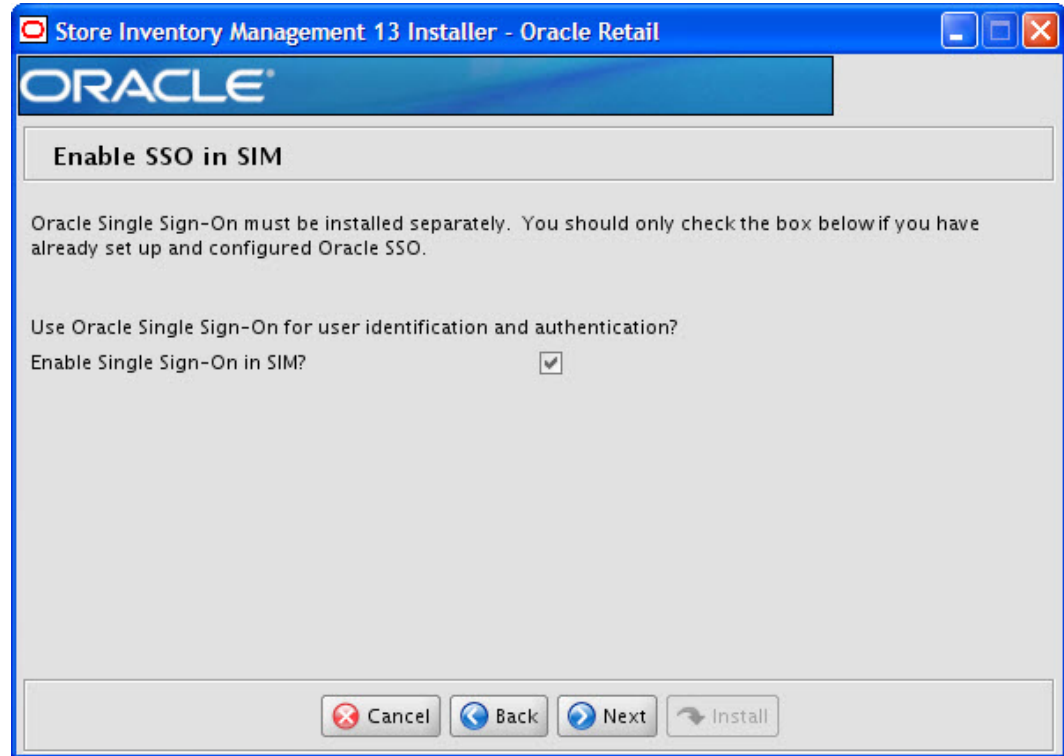 Store Inventory Management 13 Installer - Oracle Retail
ORACLE®
Enable SSO in SIM
Oracle Single Sign-On must be installed separately. You should only check the box below if you have
already set up and configured Oracle SSO.
Use Oracle Single Sign-On for user identification and authentication?
Enable Single Sign-On in SIM?
Cancel Back Next Install